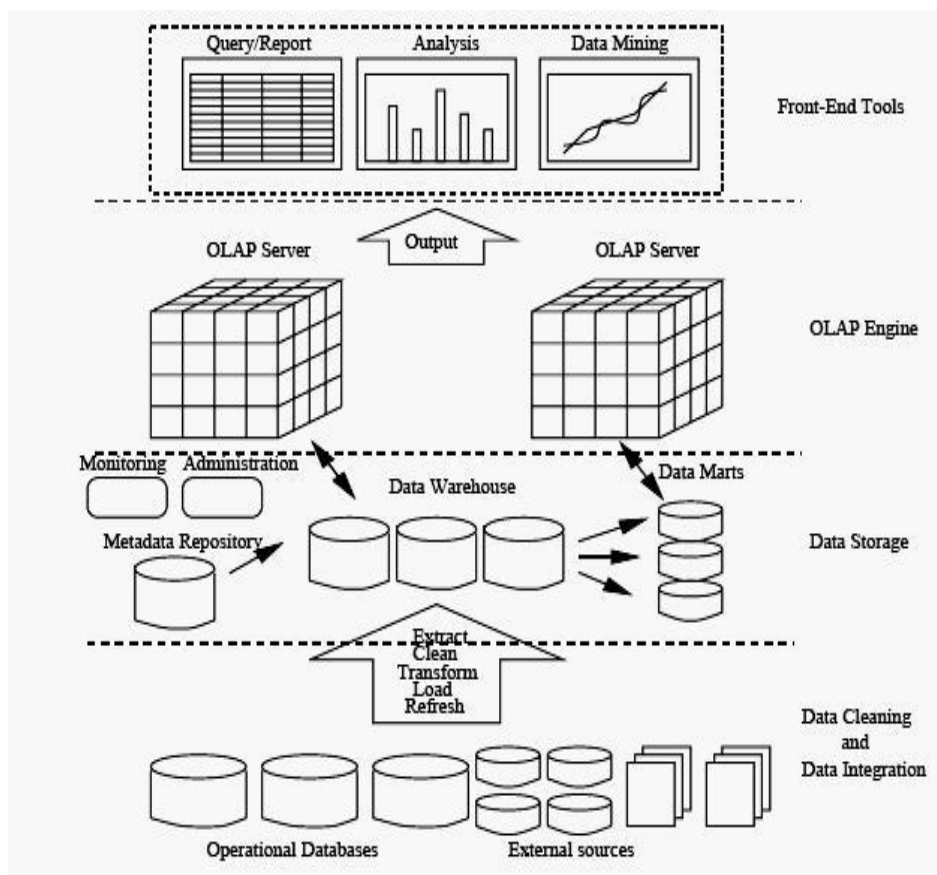 Query/Report
Analysis
Data Mining
Front-End Tools
Output
OLAP Server
OLAP Server
OLAP Engine
Monitoring
Administration
Data Marts
Data Warehouse
Metadata Repository
Data Storage
Extract
Clean
Transform
Load
Refresh
Data Cleaning
and
Data Integration
Operational Databases
External sources